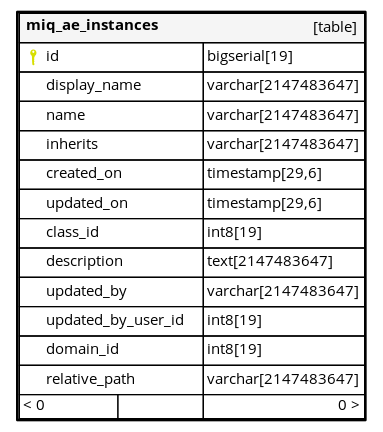 miq_ae_instances [table]
id bigserial[19]
display_name varchar[2147483647]
name varchar[2147483647]
inherits varchar[2147483647]
created_on timestamp[29,6]
updated_on timestamp[29,6]
class_id int8[19]
description text[2147483647]
updated_by varchar[2147483647]
updated_by_user_id int8[19]
domain_id int8[19]
relative_path varchar[2147483647]
< 0 0 >